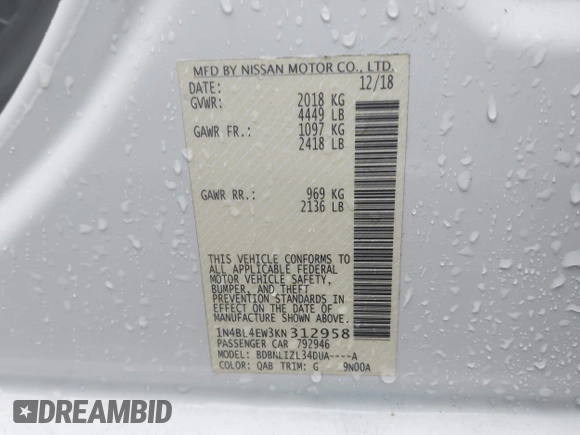 MFD BY NISSAN MOTOR CO., LTD.
DATE: 12/18
GVWR: 2018 KG
4449 LB
GAWR FR.: 1097 KG
2418 LB
GAWR RR.: 969 KG
2136 LB
THIS VEHICLE CONFORMS TO
ALL APPLICABLE FEDERAL
MOTOR VEHICLE SAFETY,
BUMPER, AND THEFT
PREVENTION STANDARDS IN
EFFECT ON THE DATE OF
MANUFACTURE SHOWN ABOVE.
1N4BL4EW3KN312958
PASSENGER CAR 792946
MODEL: BDBNLIZL34DUA----A
COLOR: QAB TRIM: G 9N00A
DREAMBID